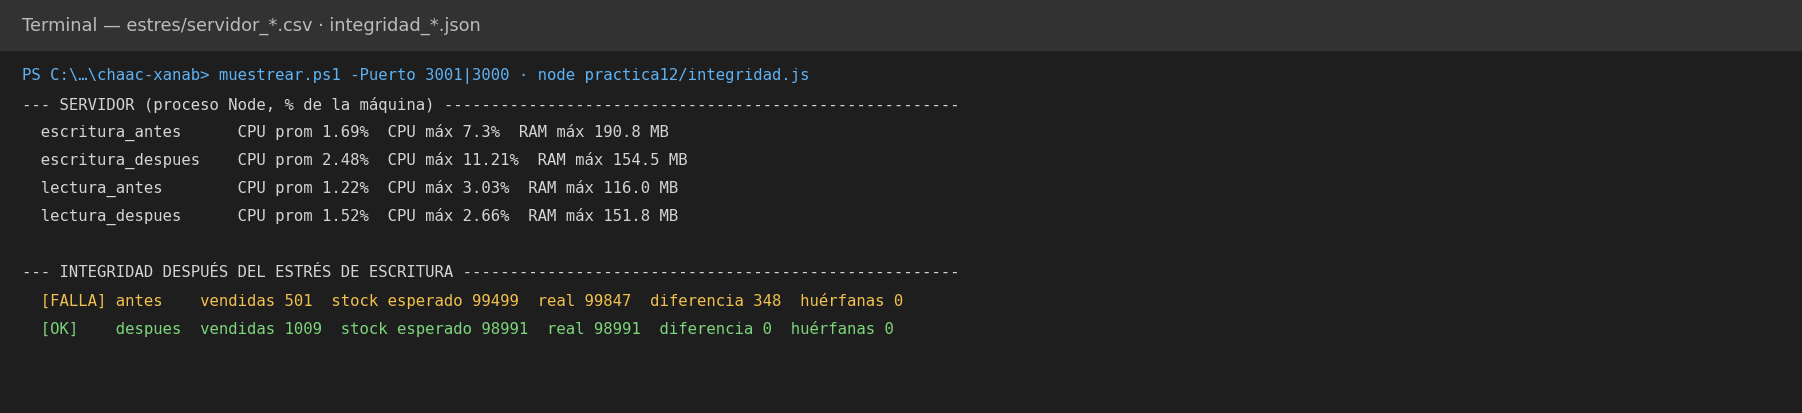 Terminal — estres/servidor_*.csv · integridad_*.json
PS C:\…\chaac-xanab> muestrear.ps1 -Puerto 3001|3000 · node practica12/integridad.js
--- SERVIDOR (proceso Node, % de la máquina) -------------------------------------------------------
escritura_antes      CPU prom 1.69%  CPU máx 7.3%  RAM máx 190.8 MB
escritura_despues    CPU prom 2.48%  CPU máx 11.21%  RAM máx 154.5 MB
lectura_antes        CPU prom 1.22%  CPU máx 3.03%  RAM máx 116.0 MB
lectura_despues      CPU prom 1.52%  CPU máx 2.66%  RAM máx 151.8 MB
--- INTEGRIDAD DESPUÉS DEL ESTRÉS DE ESCRITURA -----------------------------------------------------
[FALLA] antes    vendidas 501  stock esperado 99499  real 99847  diferencia 348  huérfanas 0
[OK]    despues  vendidas 1009  stock esperado 98991  real 98991  diferencia 0  huérfanas 0